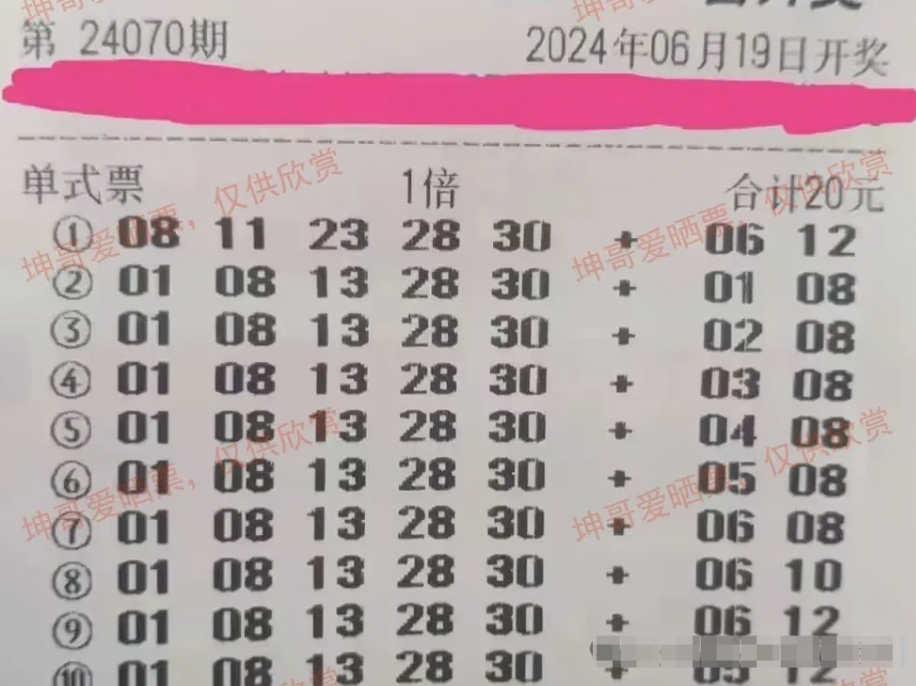 第 24070期 2024年06月19日开奖
单式票 1倍 合计20元
① 08 11 23 28 30 + 06 12
② 01 08 13 28 30 + 01 08
③ 01 08 13 28 30 + 02 08
④ 01 08 13 28 30 + 03 08
⑤ 01 08 13 28 30 + 04 08
⑥ 01 08 13 28 30 + 05 08
⑦ 01 08 13 28 30 + 06 08
⑧ 01 08 13 28 30 + 06 10
⑨ 01 08 13 28 30 + 06 12
⑩ 01 08 13 28 30 + 12
坤哥爱晒票，仅供欣赏
坤哥爱晒票，仅供欣赏
坤哥爱晒票，仅供欣赏
坤哥爱晒票，仅供欣赏